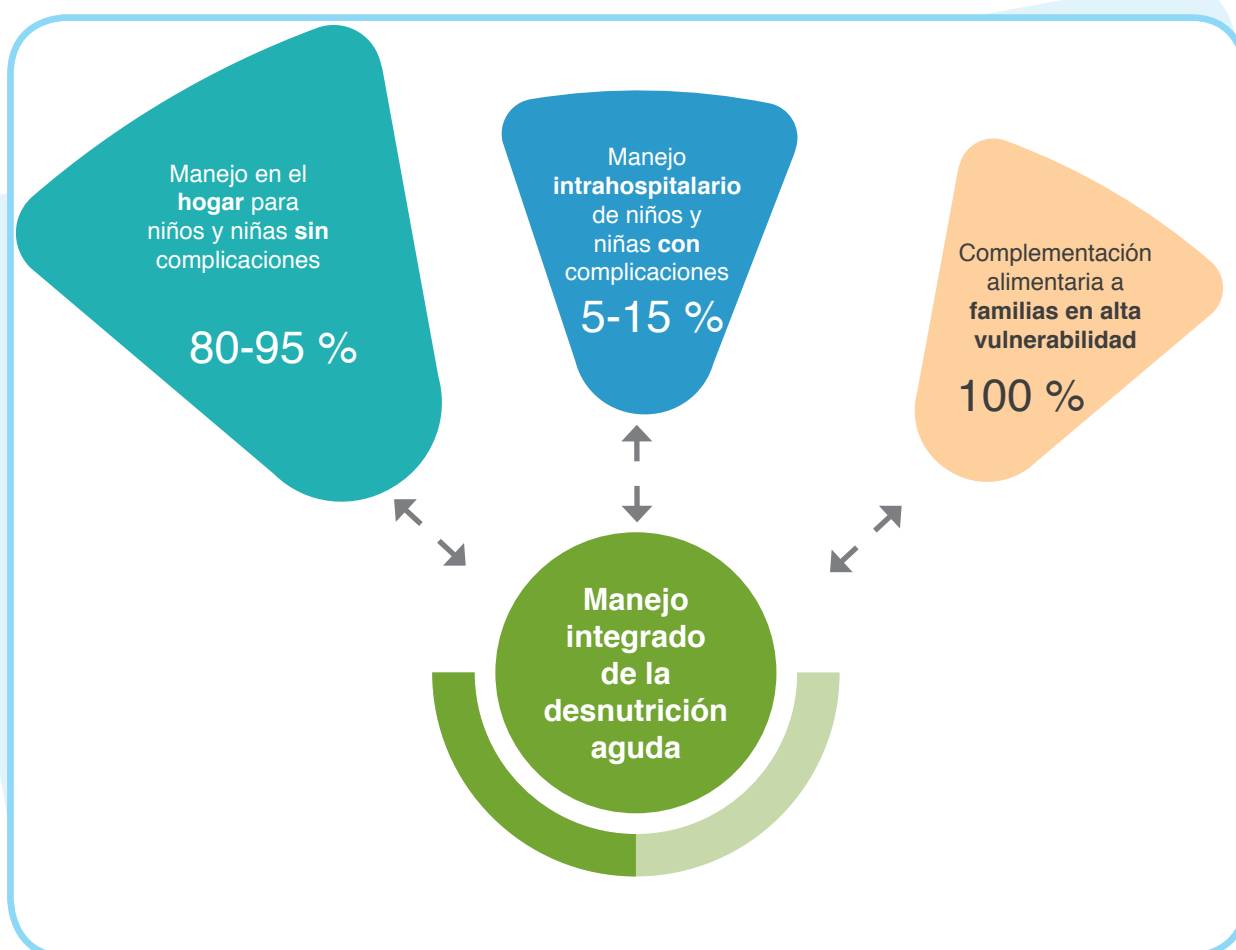 Manejo en el
hogar para
niños y niñas sin
complicaciones
80-95 %
Manejo
intrahospitalario
de niños y
niñas con
complicaciones
5-15 %
Complementación
alimentaria a
familias en alta
vulnerabilidad
100 %
Manejo
integrado
de la
desnutrición
aguda